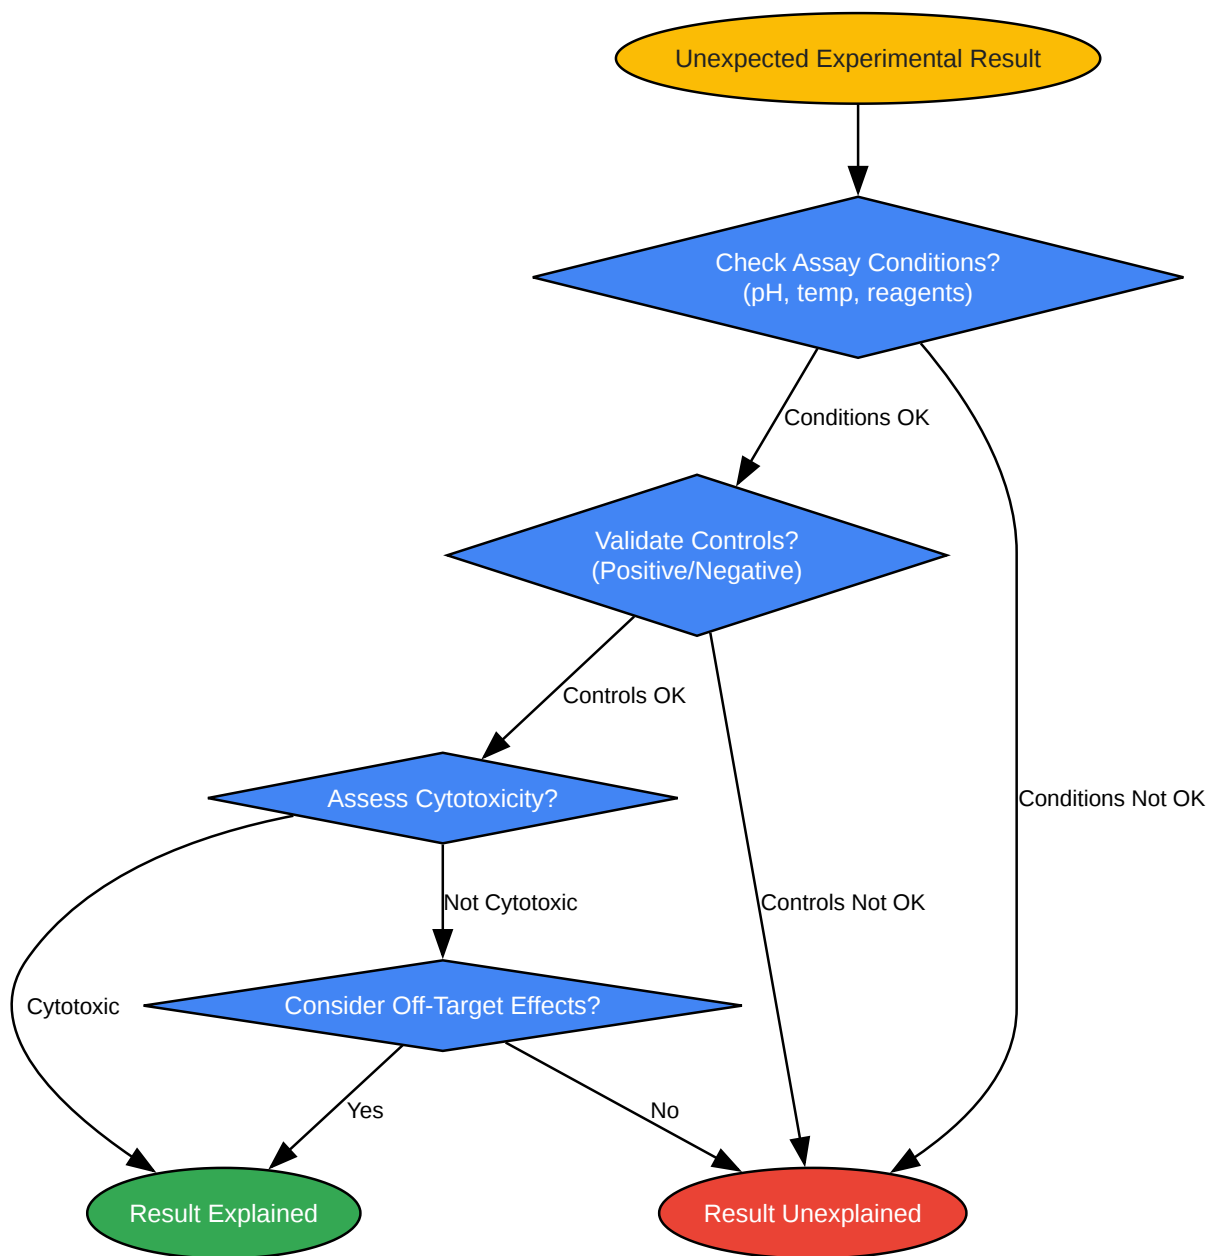 Unexpected Experimental Result
Check Assay Conditions?
(pH, temp, reagents)
Conditions OK
Validate Controls?
(Positive/Negative)
Controls OK
Conditions Not OK
Assess Cytotoxicity?
Not Cytotoxic
Controls Not OK
Cytotoxic
Consider Off-Target Effects?
Yes
No
Result Explained
Result Unexplained